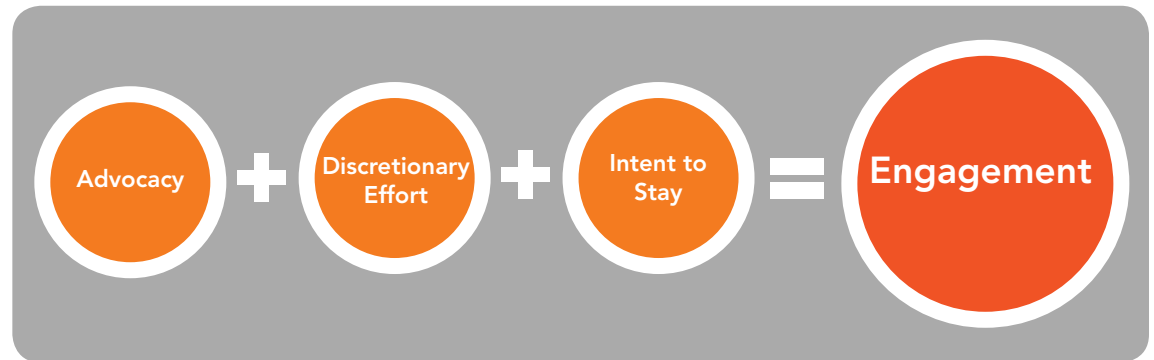 Advocacy
+
Discretionary
Effort
+
Intent to
Stay
=
Engagement